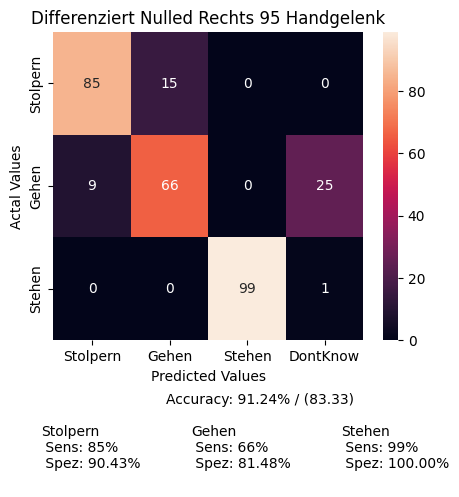 Differenziert Nulled Rechts 95 Handgelenk
Stolpern 85 15 0 0
Gehen 9 66 0 25
Stehen 0 0 99 1
Actal Values
Stolpern Gehen Stehen DontKnow
Predicted Values
80
60
40
20
0
Accuracy: 91.24% / (83.33)
Stolpern Gehen Stehen
Sens: 85% Sens: 66% Sens: 99%
Spez: 90.43% Spez: 81.48% Spez: 100.00%